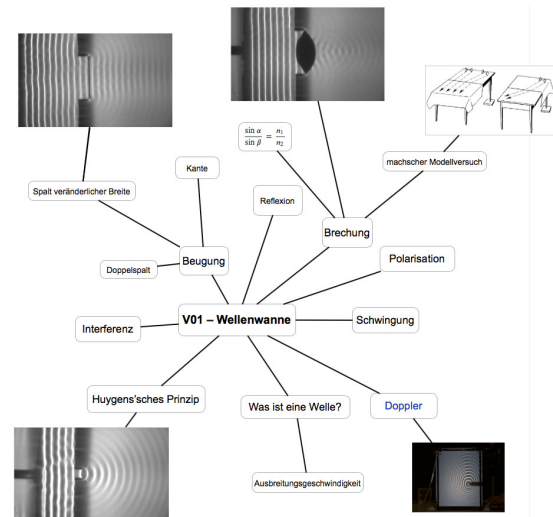 sin α / sin β = n₁ / n₂
machscher Modellversuch
Kante
Spalt veränderlicher Breite
Reflexion
Brechung
Beugung
Polarisation
Doppelspalt
V01 – Wellenwanne
Schwingung
Interferenz
Huygens'sches Prinzip
Was ist eine Welle?
Doppler
Ausbreitungsgeschwindigkeit